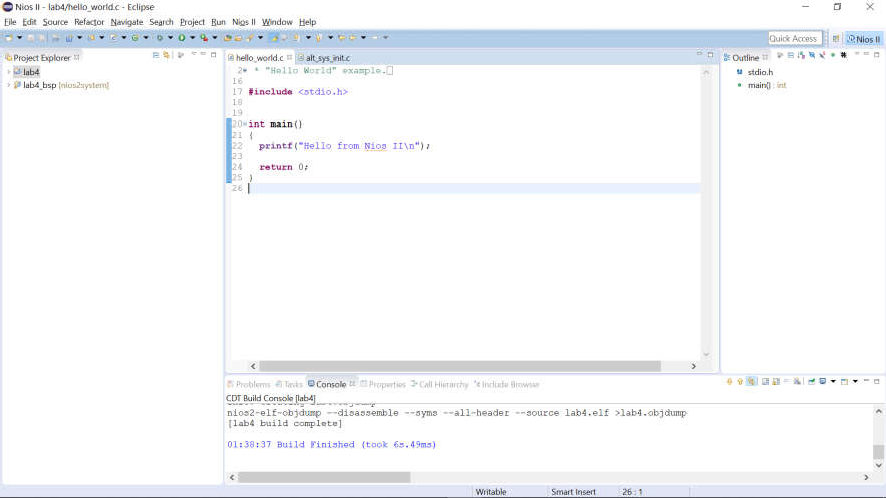 Nios II - lab4/hello_world.c - Eclipse
File Edit Source Refactor Navigate Search Project Run Nios II Window Help
Quick Access
Nios II
Project Explorer
lab4
lab4_bsp [nios2system]
hello_world.c
alt_sys_init.c
2 * "Hello World" example.
16
17 #include <stdio.h>
18
19
20 int main()
21 {
22 printf("Hello from Nios II\n");
23
24 return 0;
25 }
26
Outline
stdio.h
main() : int
Problems Tasks Console Properties Call Hierarchy Include Browser
CDT Build Console [lab4]
nios2-elf-objdump --disassemble --syms --all-header --source lab4.elf >lab4.objdump
[lab4 build complete]
01:38:37 Build Finished (took 6s.49ms)
Writable
Smart Insert
26 : 1